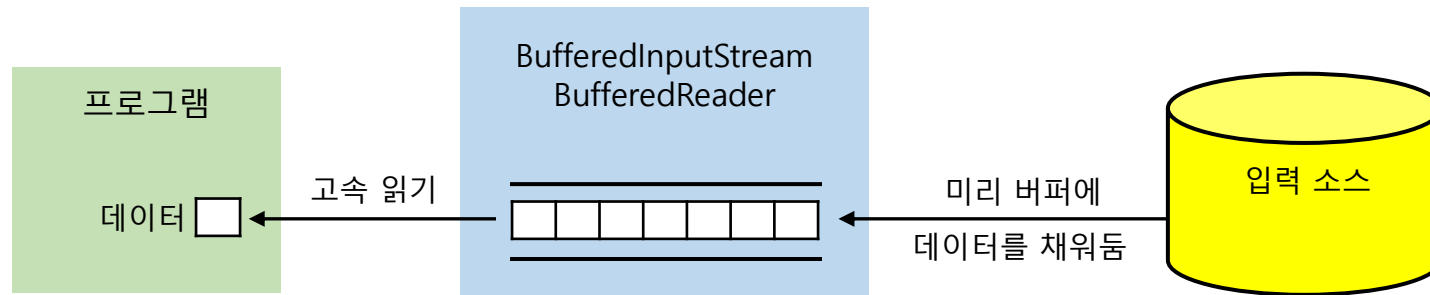 프로그램
데이터
고속 읽기
BufferedInputStream
BufferedReader
미리 버퍼에
데이터를 채워둠
입력 소스